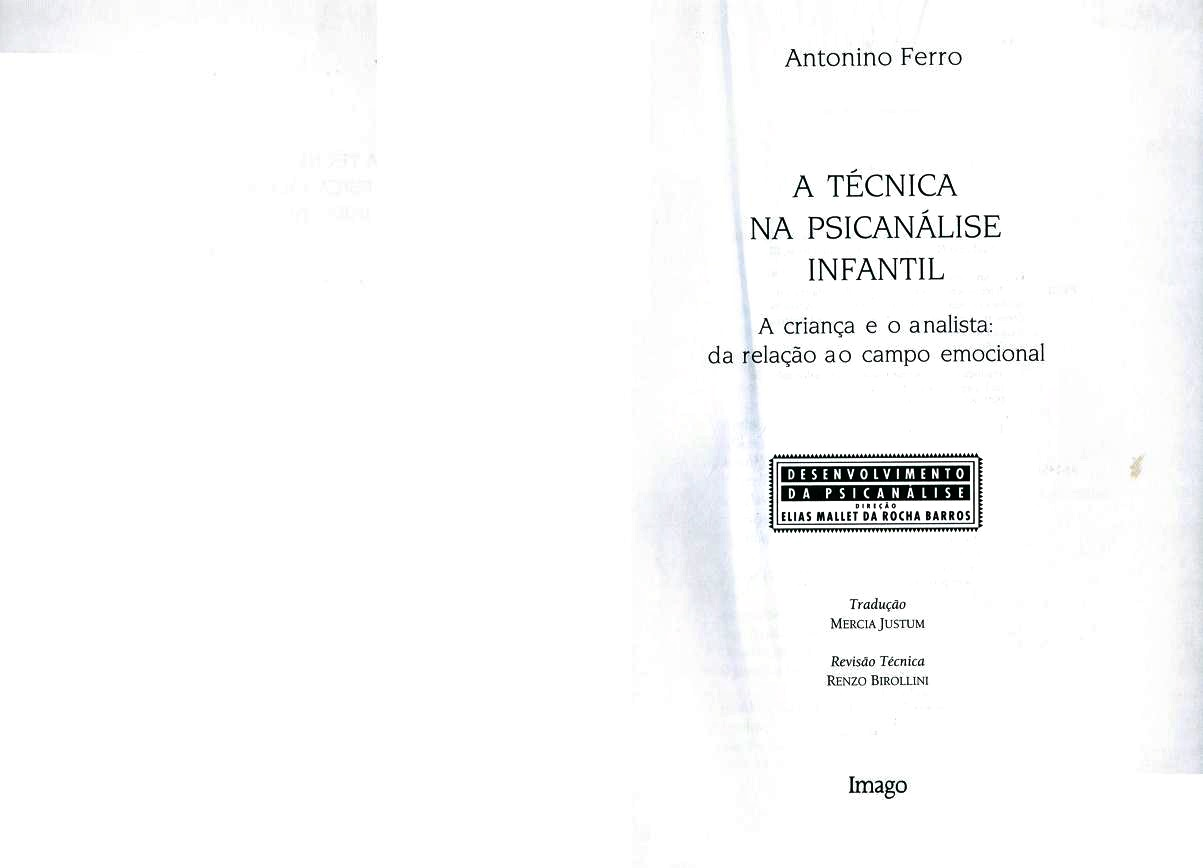 Antonino Ferro
A TÉCNICA
NA PSICANÁLISE
INFANTIL
A criança e o analista:
da relação ao campo emocional
DESENVOLVIMENTO
DA PSICANÁLISE
DIREÇÃO
ELIAS MALLET DA ROCHA BARROS
Tradução
MERCIA JUSTUM
Revisão Técnica
RENZO BIROLLINI
Imago